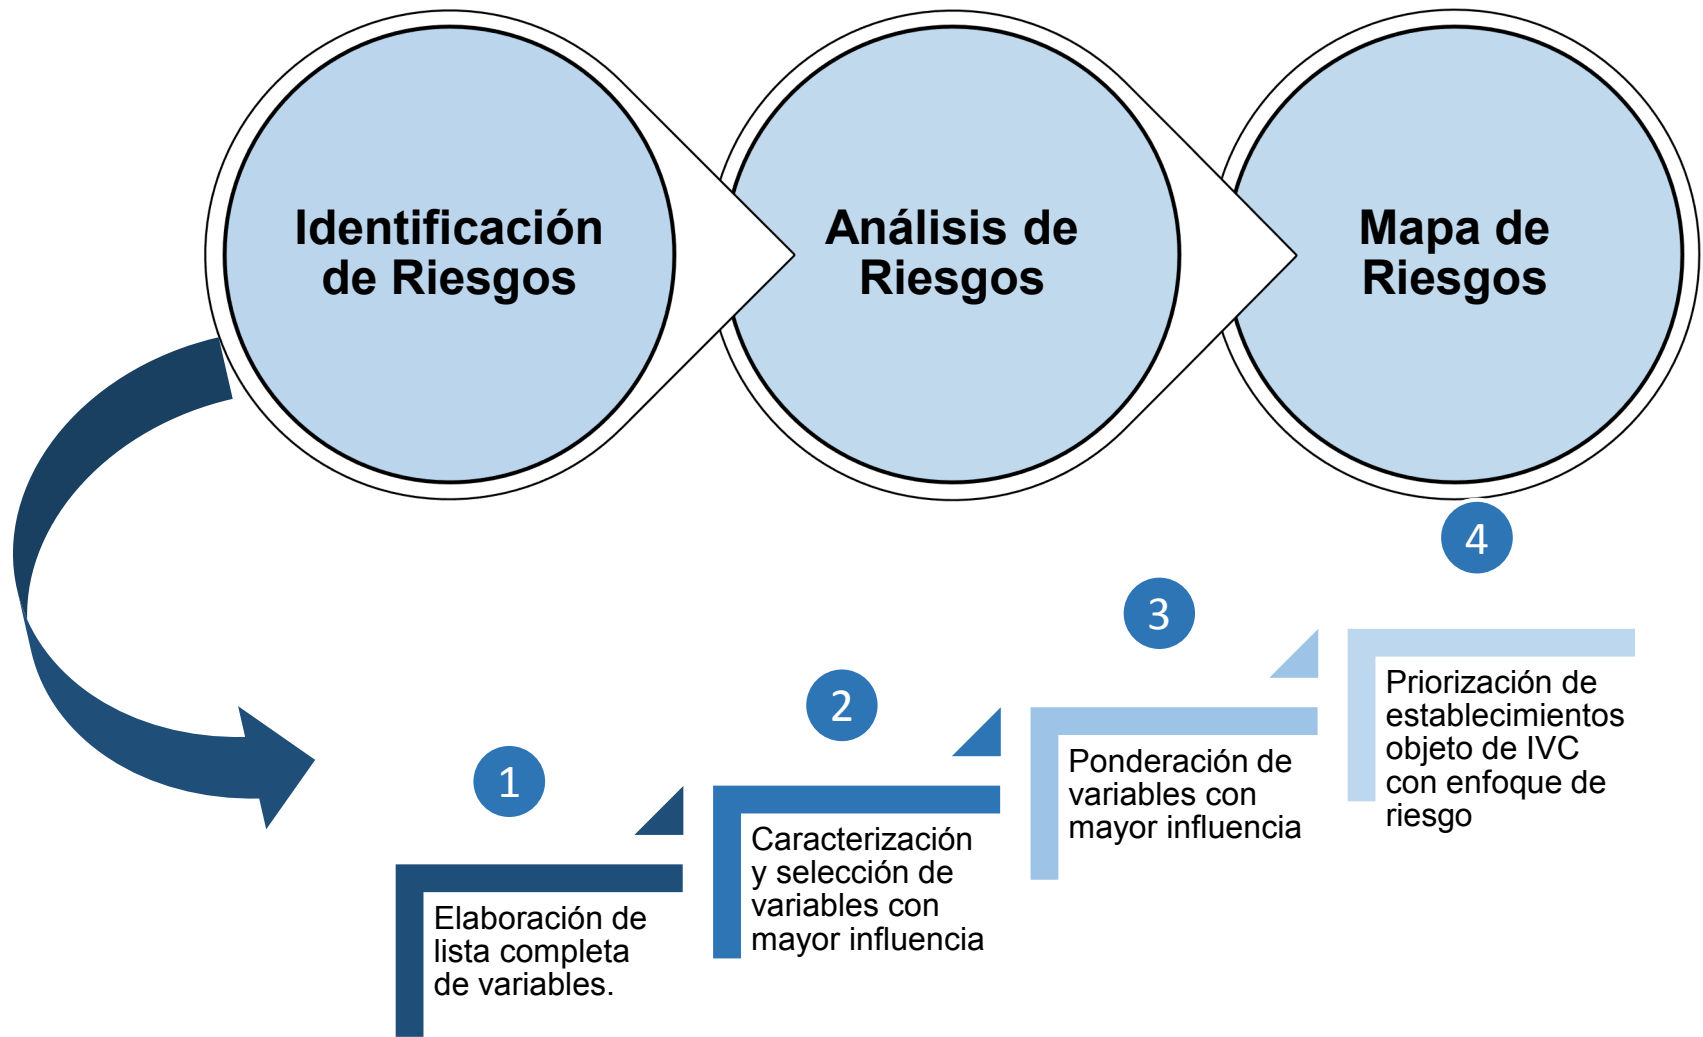 Identificación
de Riesgos
Análisis de
Riesgos
Mapa de
Riesgos
1
Elaboración de
lista completa
de variables.
2
Caracterización
y selección de
variables con
mayor influencia
3
Ponderación de
variables con
mayor influencia
4
Priorización de
establecimientos
objeto de IVC
con enfoque de
riesgo